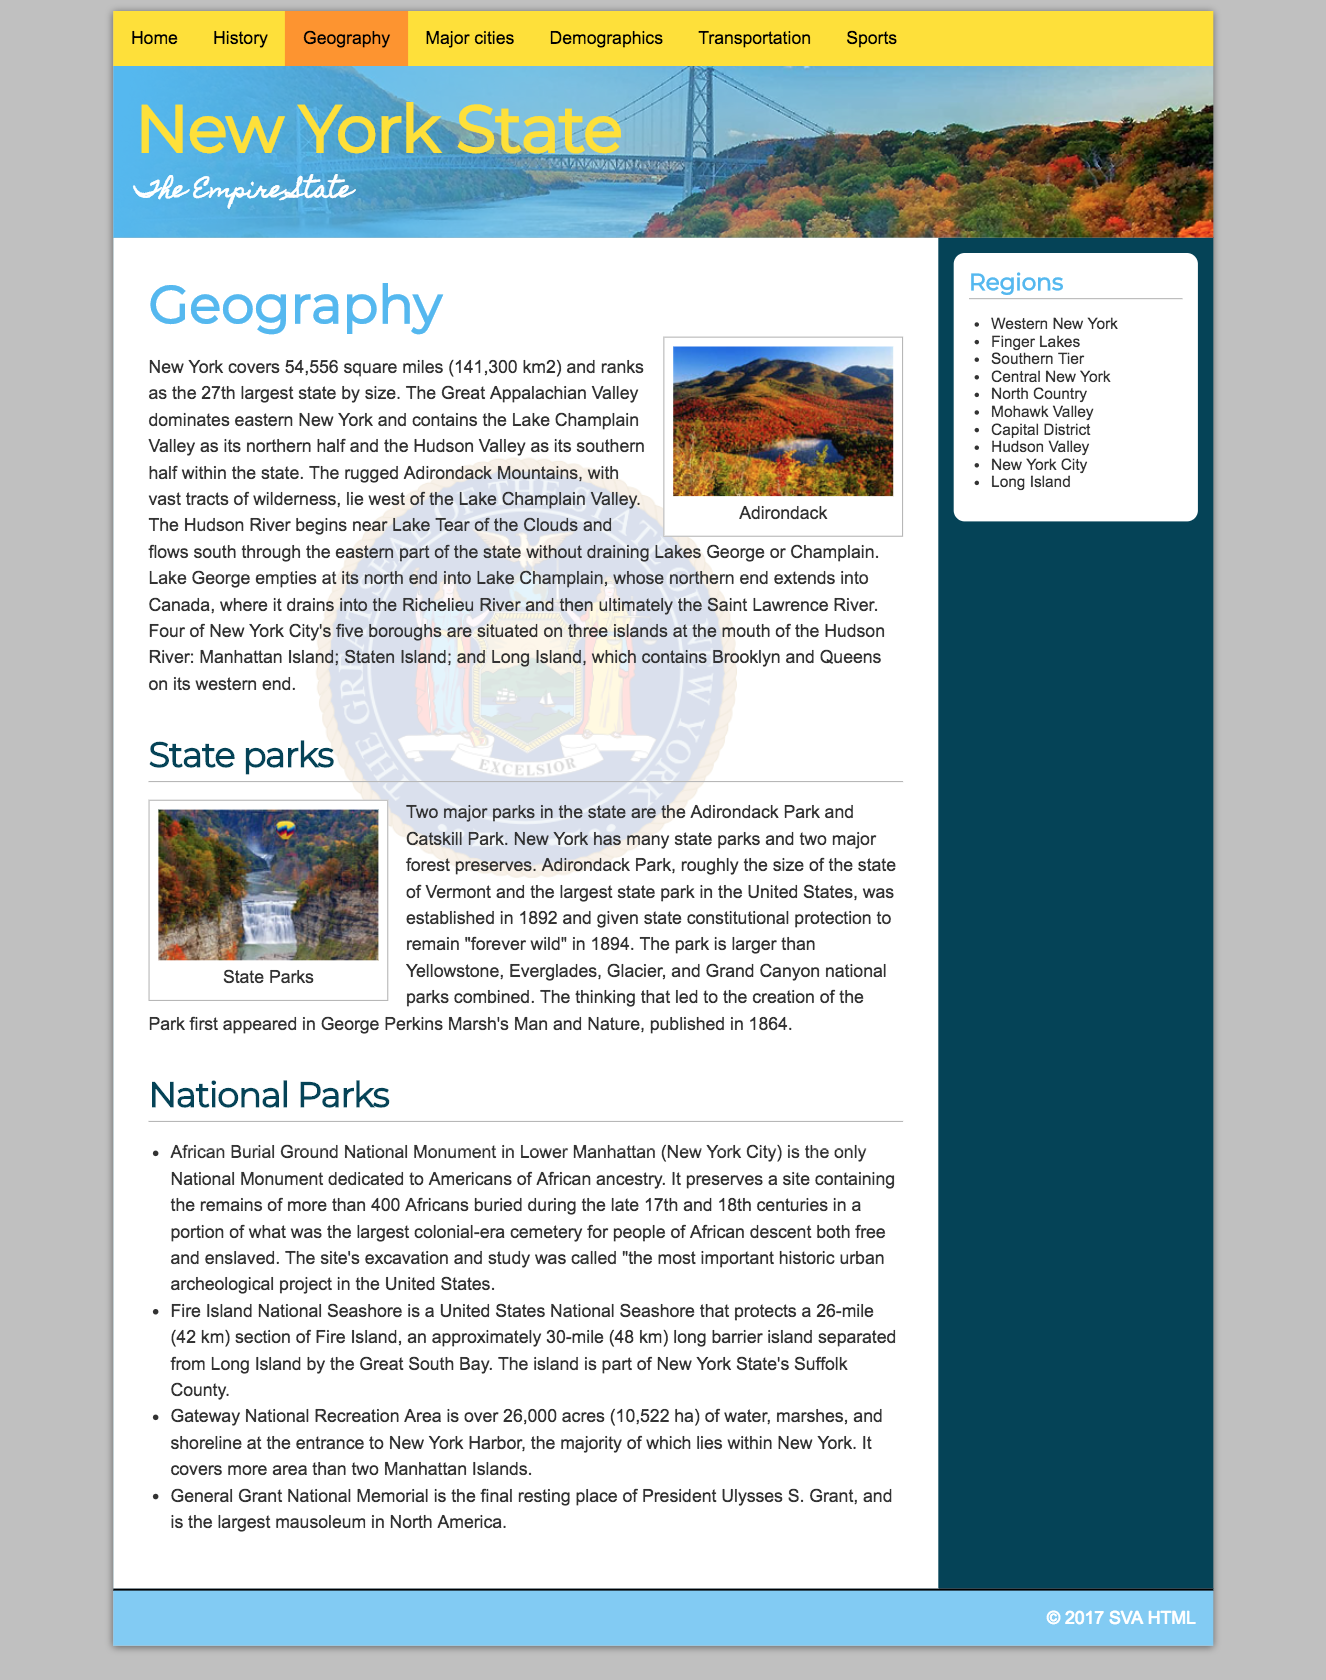 Home History Geography Major cities Demographics Transportation Sports
New York State
The Empire State
Geography
New York covers 54,556 square miles (141,300 km2) and ranks
as the 27th largest state by size. The Great Appalachian Valley
dominates eastern New York and contains the Lake Champlain
Valley as its northern half and the Hudson Valley as its southern
half within the state. The rugged Adirondack Mountains, with
vast tracts of wilderness, lie west of the Lake Champlain Valley.
The Hudson River begins near Lake Tear of the Clouds and
flows south through the eastern part of the state without draining Lakes George or Champlain.
Lake George empties at its north end into Lake Champlain, whose northern end extends into
Canada, where it drains into the Richelieu River and then ultimately the Saint Lawrence River.
Four of New York City's five boroughs are situated on three islands at the mouth of the Hudson
River: Manhattan Island; Staten Island; and Long Island, which contains Brooklyn and Queens
on its western end.
Adirondack
THE GREAT SEAL OF THE STATE OF NEW YORK
EXCELSIOR
State parks
State Parks
Two major parks in the state are the Adirondack Park and
Catskill Park. New York has many state parks and two major
forest preserves. Adirondack Park, roughly the size of the state
of Vermont and the largest state park in the United States, was
established in 1892 and given state constitutional protection to
remain "forever wild" in 1894. The park is larger than
Yellowstone, Everglades, Glacier, and Grand Canyon national
parks combined. The thinking that led to the creation of the
Park first appeared in George Perkins Marsh's Man and Nature, published in 1864.
National Parks
• African Burial Ground National Monument in Lower Manhattan (New York City) is the only
National Monument dedicated to Americans of African ancestry. It preserves a site containing
the remains of more than 400 Africans buried during the late 17th and 18th centuries in a
portion of what was the largest colonial-era cemetery for people of African descent both free
and enslaved. The site's excavation and study was called "the most important historic urban
archeological project in the United States.
• Fire Island National Seashore is a United States National Seashore that protects a 26-mile
(42 km) section of Fire Island, an approximately 30-mile (48 km) long barrier island separated
from Long Island by the Great South Bay. The island is part of New York State's Suffolk
County.
• Gateway National Recreation Area is over 26,000 acres (10,522 ha) of water, marshes, and
shoreline at the entrance to New York Harbor, the majority of which lies within New York. It
covers more area than two Manhattan Islands.
• General Grant National Memorial is the final resting place of President Ulysses S. Grant, and
is the largest mausoleum in North America.
Regions
• Western New York
• Finger Lakes
• Southern Tier
• Central New York
• North Country
• Mohawk Valley
• Capital District
• Hudson Valley
• New York City
• Long Island
© 2017 SVA HTML